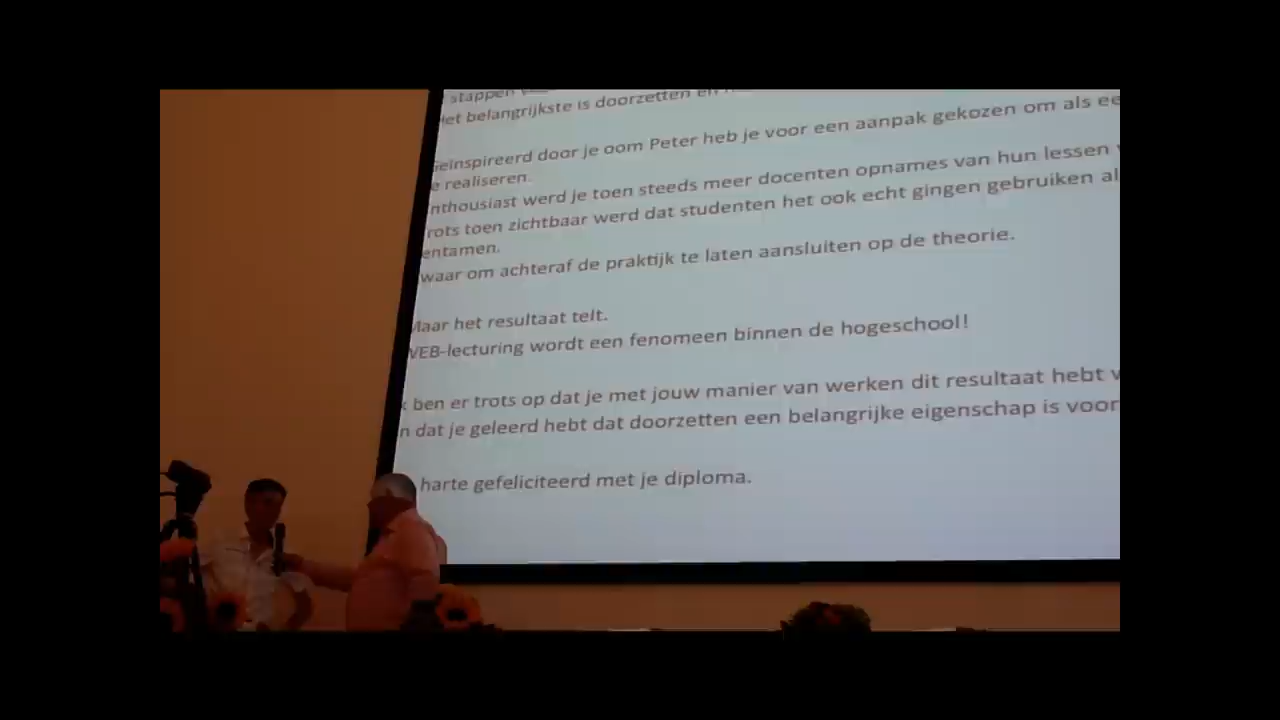 stappen
het belangrijkste is doorzetten en
Geïnspireerd door je oom Peter heb je voor een aanpak gekozen om als ee
e realiseren.
nthousiast werd je toen steeds meer docenten opnames van hun lessen
rots toen zichtbaar werd dat studenten het ook echt gingen gebruiken al
entamen.
waar om achteraf de praktijk te laten aansluiten op de theorie.
Maar het resultaat telt.
WEB-lecturing wordt een fenomeen binnen de hogeschool!
k ben er trots op dat je met jouw manier van werken dit resultaat hebt v
n dat je geleerd hebt dat doorzetten een belangrijke eigenschap is voor
harte gefeliciteerd met je diploma.